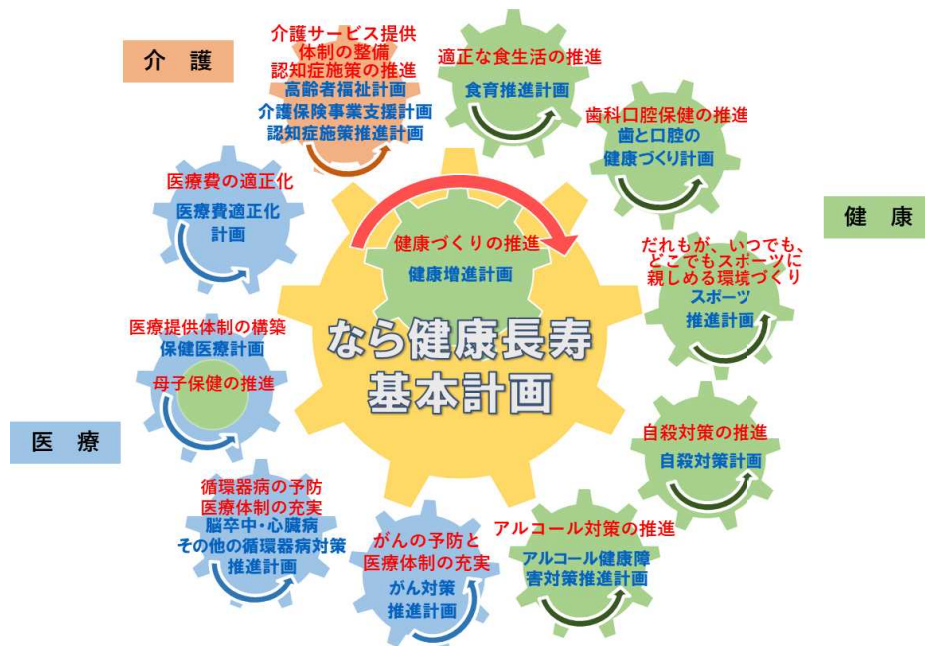 介　護
介護サービス提供
体制の整備
認知症施策の推進
高齢者福祉計画
介護保険事業支援計画
認知症施策推進計画
適正な食生活の推進
食育推進計画
歯科口腔保健の推進
歯と口腔の
健康づくり計画
健　康
だれもが、いつでも、
どこでもスポーツに
親しめる環境づくり
スポーツ
推進計画
自殺対策の推進
自殺対策計画
アルコール対策の推進
アルコール健康障
害対策推進計画
がんの予防と
医療体制の充実
がん対策
推進計画
循環器病の予防
医療体制の充実
脳卒中・心臓病
その他の循環器病対策
推進計画
医　療
医療提供体制の構築
保健医療計画
母子保健の推進
医療費の適正化
医療費適正化
計画
健康づくりの推進
健康増進計画
なら健康長寿
基本計画